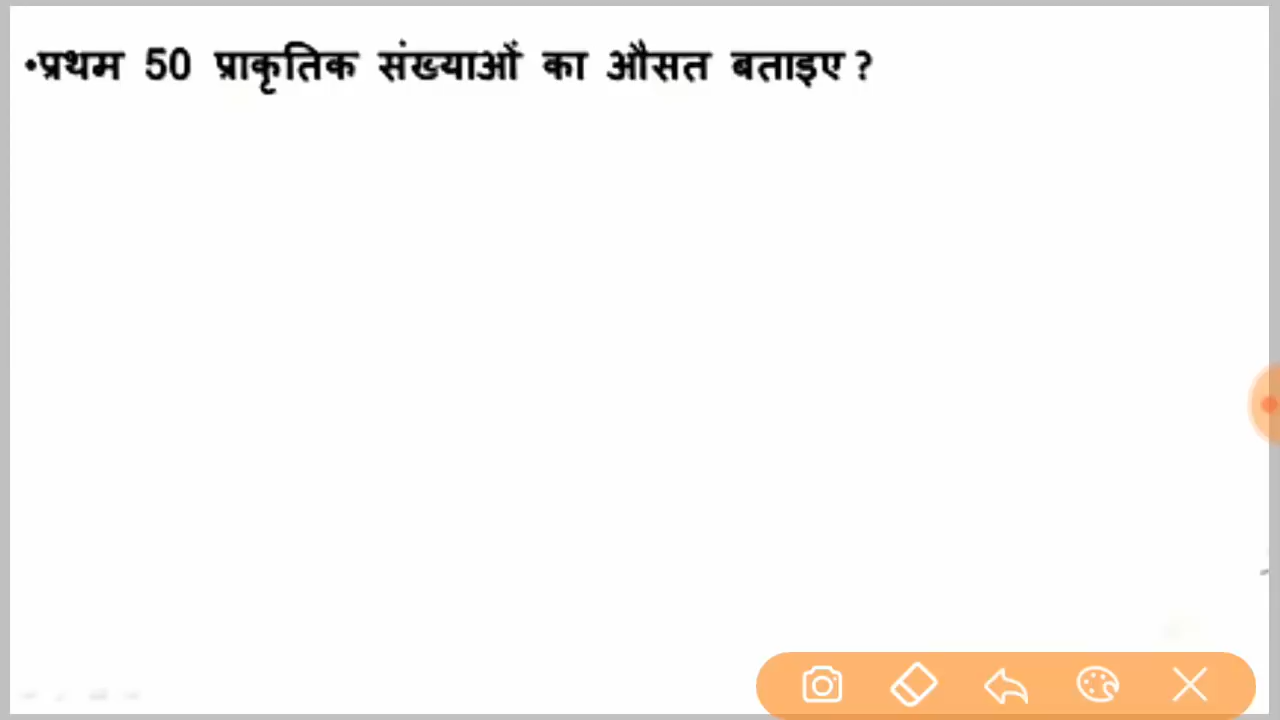 •प्रथम 50 प्राकृतिक संख्याओं का औसत बताइए ?